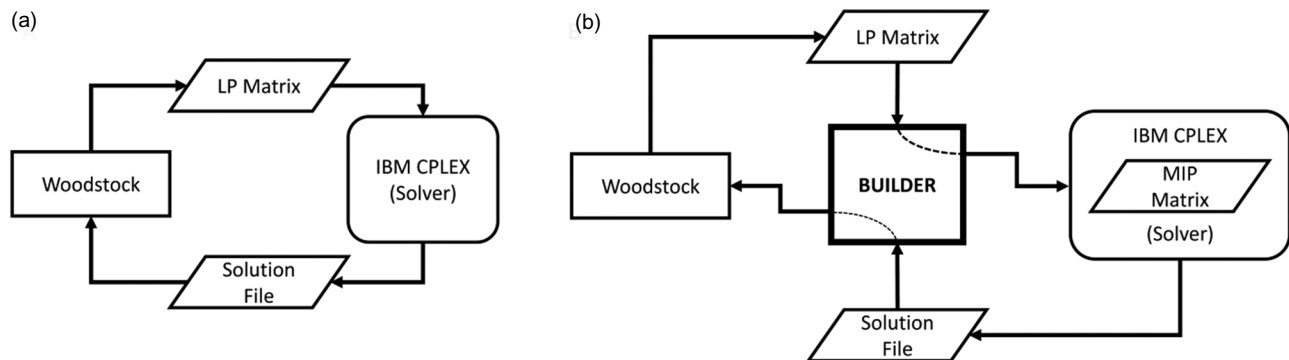 (a)
LP Matrix
Woodstock
IBM CPLEX
(Solver)
Solution
File
(b)
LP Matrix
Woodstock
BUILDER
IBM CPLEX
MIP
Matrix
(Solver)
Solution
File